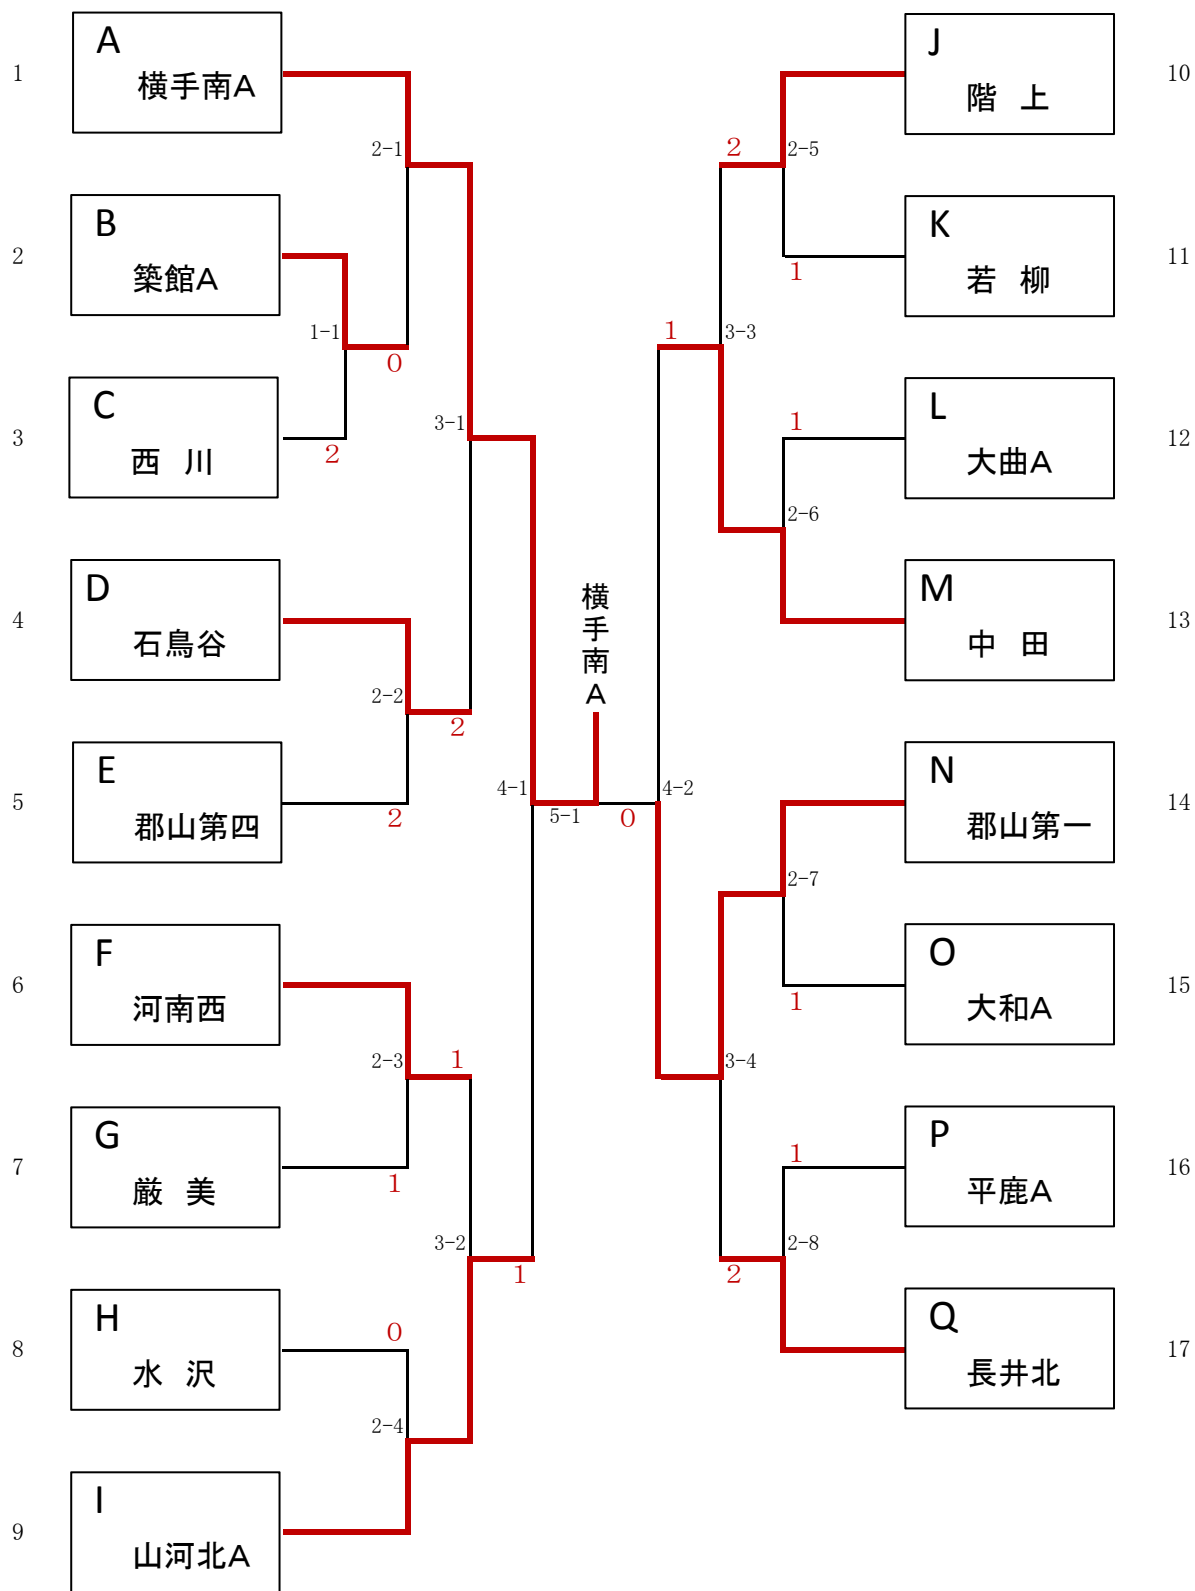 A
1
横手南A
2-1
B
2
築館A
1-1
0
C
3
西 川
2
3-1
D
4
石鳥谷
2-2
2
E
5
郡山第四
2
4-1
F
6
河南西
2-3
1
G
7
厳 美
1
3-2
1
H
8
水 沢
0
2-4
I
9
山河北A
横手南A
5-1
0
J
10
階 上
2
2-5
K
11
若 柳
1
1
3-3
L
12
大曲A
1
2-6
M
13
中 田
4-2
N
14
郡山第一
2-7
O
15
大和A
1
3-4
P
16
平鹿A
1
2-8
2
Q
17
長井北